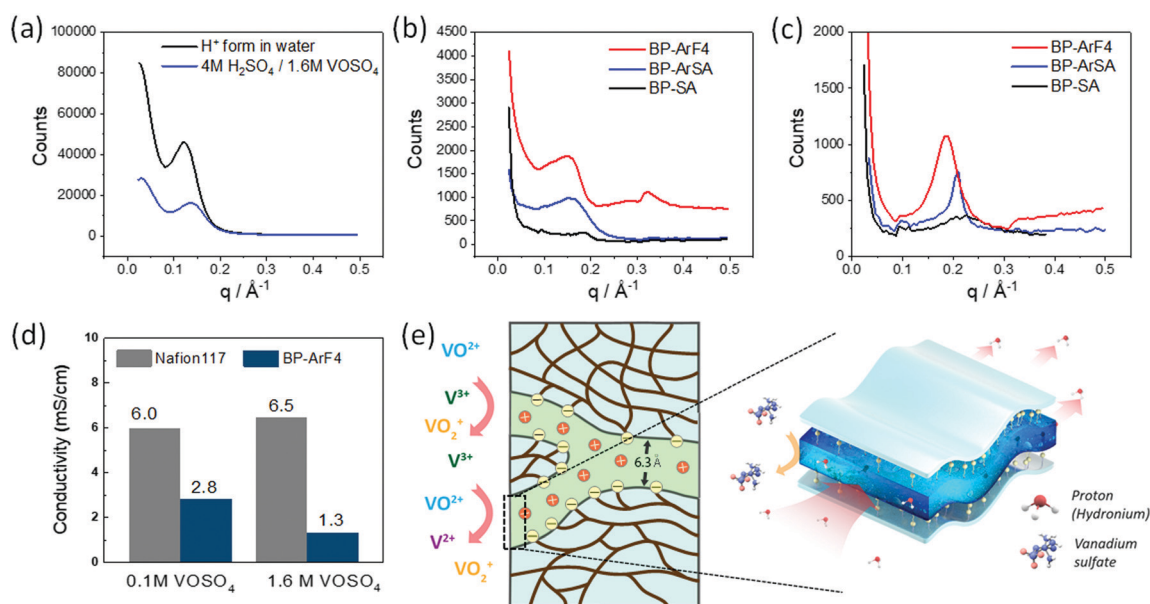 (a)
H⁺ form in water
4M H₂SO₄ / 1.6M VOSO₄
Counts
100000
80000
60000
40000
20000
0
0.0 0.1 0.2 0.3 0.4 0.5
q / Å⁻¹
(b)
BP-ArF4
BP-ArSA
BP-SA
Counts
4500
4000
3500
3000
2500
2000
1500
1000
500
0
0.0 0.1 0.2 0.3 0.4 0.5
q / Å⁻¹
(c)
BP-ArF4
BP-ArSA
BP-SA
Counts
2000
1500
1000
500
0
0.0 0.1 0.2 0.3 0.4 0.5
q / Å⁻¹
(d)
Nafion117 BP-ArF4
Conductivity (mS/cm)
10
8
6
4
2
0
6.0
2.8
6.5
1.3
0.1M VOSO₄ 1.6 M VOSO₄
(e)
VO²⁺
V³⁺
VO₂⁺
V³⁺
VO²⁺
V²⁺
VO₂⁺
6.3 Å
Proton
(Hydronium)
Vanadium
sulfate